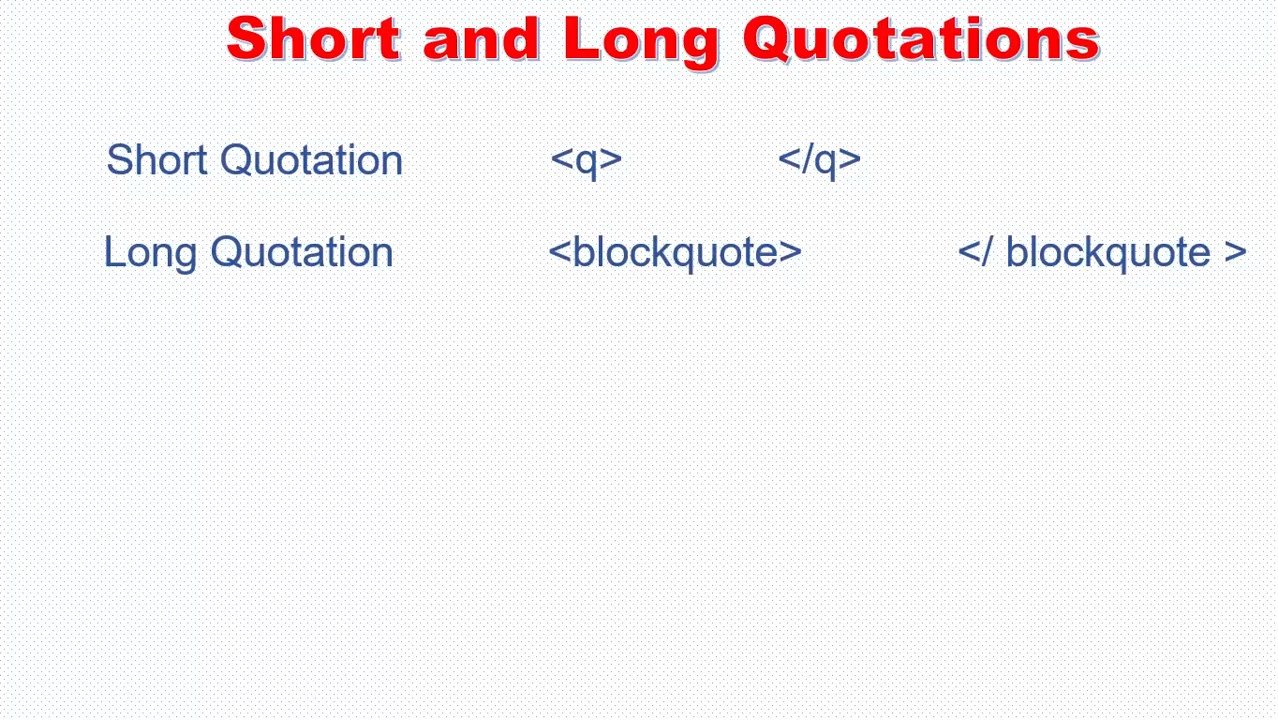 Short and Long Quotations
Short Quotation <q> </q>
Long Quotation <blockquote> </ blockquote >